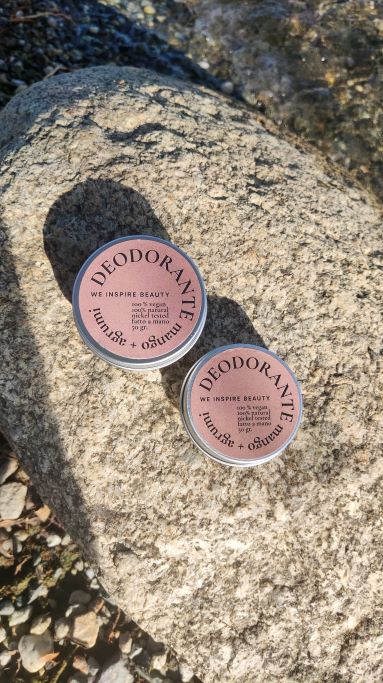 DEODORANTE
WE INSPIRE BEAUTY
100 % vegan
100% natural
nickel tested
fatto a mano
50 gr.
mango + agrumi
DEODORANTE
WE INSPIRE BEAUTY
100 % vegan
100% natural
nickel tested
fatto a mano
50 gr.
mango + agrumi